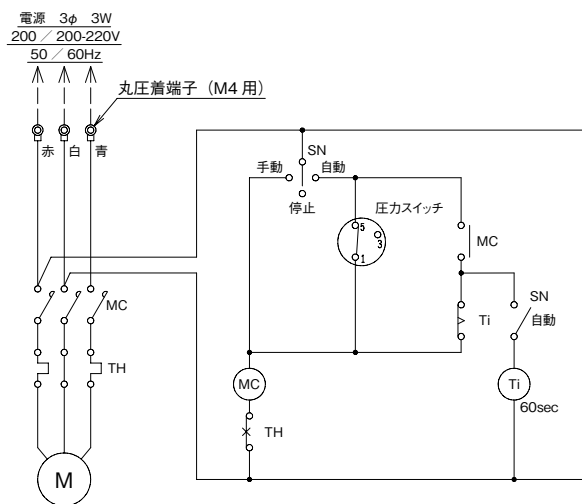 電源 3φ 3W
200 / 200-220V
50 / 60Hz
丸圧着端子 (M4 用)
赤 白 青
SN
手動 自動
停止
圧力スイッチ
5
3
1
MC
MC
SN
自動
Ti
TH
MC
Ti
60sec
TH
M